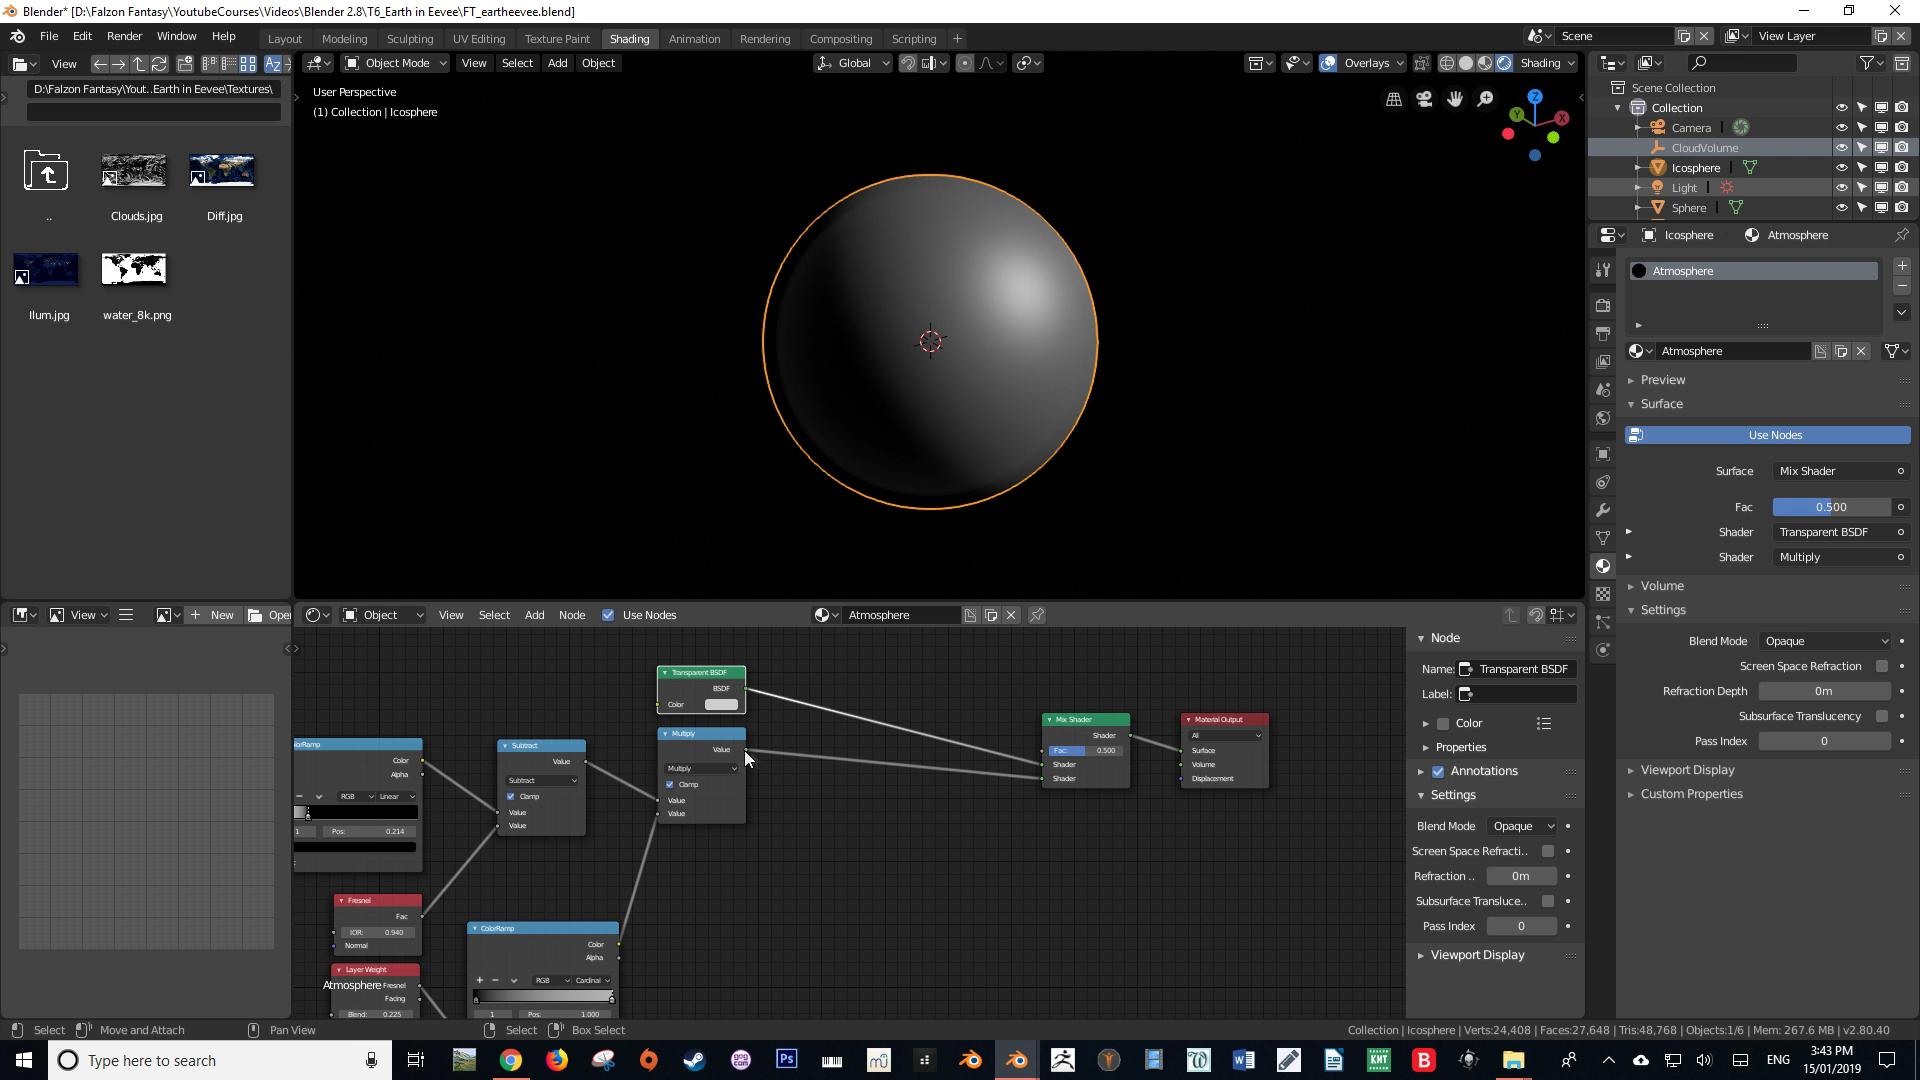 Blender* [D:\Falzon Fantasy\YoutubeCourses\Videos\Blender 2.8\T6_Earth in Eevee\FT_eartheevee.blend]
File Edit Render Window Help
Layout Modeling Sculpting UV Editing Texture Paint Shading Animation Rendering Compositing Scripting +
Scene
View Layer
View
Object Mode View Select Add Object
Global
Overlays
Shading
D:\Falzon Fantasy\Yout..Earth in Eevee\Textures\
..
Clouds.jpg
Diff.jpg
Ilum.jpg
water_8k.png
User Perspective
(1) Collection | Icosphere
Z
Y
X
Scene Collection
Collection
Camera
CloudVolume
Icosphere
Light
Sphere
Icosphere
Atmosphere
Atmosphere
Atmosphere
Preview
Surface
Use Nodes
Surface Mix Shader
Fac 0.500
Shader Transparent BSDF
Shader Multiply
Volume
Settings
Blend Mode Opaque
Screen Space Refraction
Refraction Depth 0m
Subsurface Translucency
Pass Index 0
Viewport Display
Custom Properties
View
New
Open
Object View Select Add Node Use Nodes
Atmosphere
Transparent BSDF
BSDF
Color
Multiply
Value
Multiply
Clamp
Value
Value
Mix Shader
Shader
Fac: 0.500
Shader
Shader
Material Output
All
Surface
Volume
Displacement
orRamp
Color
Alpha
RGB Linear
1 Pos: 0.214
Subtract
Value
Subtract
Clamp
Value
Value
Fresnel
Fac
IOR: 0.940
Normal
Layer Weight
Fresnel
Facing
Blend: 0.225
Atmosphere
ColorRamp
Color
Alpha
RGB Cardinal
1 Pos: 1.000
Node
Name: Transparent BSDF
Label:
Color
Properties
Annotations
Settings
Blend Mode Opaque
Screen Space Refracti..
Refraction .. 0m
Subsurface Transluce..
Pass Index 0
Viewport Display
Select Move and Attach Pan View Select Box Select
Collection | Icosphere | Verts:24,408 | Faces:27,648 | Tris:48,768 | Objects:1/6 | Mem: 267.6 MB | v2.80.40
Type here to search
ENG
3:43 PM
15/01/2019